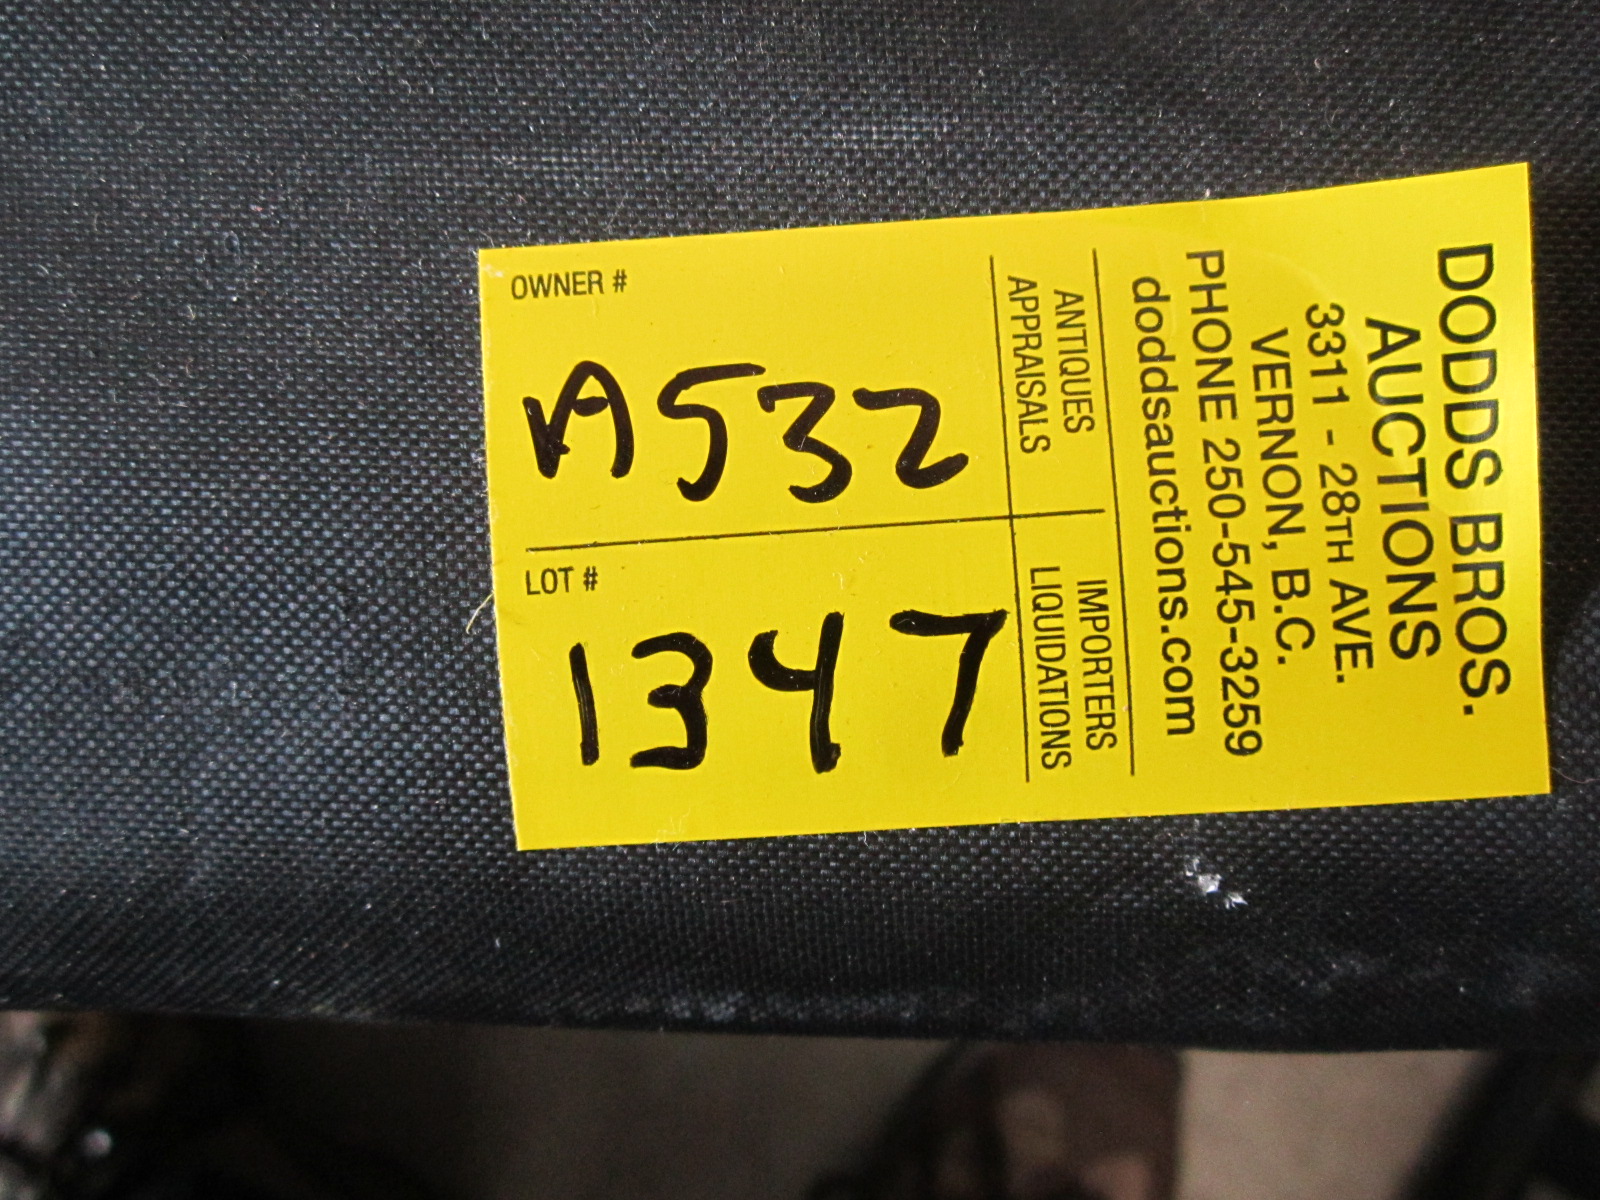 DODDS BROS.
AUCTIONS
3311 - 28TH AVE.
VERNON, B.C.
PHONE 250-545-3259
doddsauctions.com
ANTIQUES
APPRAISALS
IMPORTERS
LIQUIDATIONS
OWNER #
A532
LOT #
1347